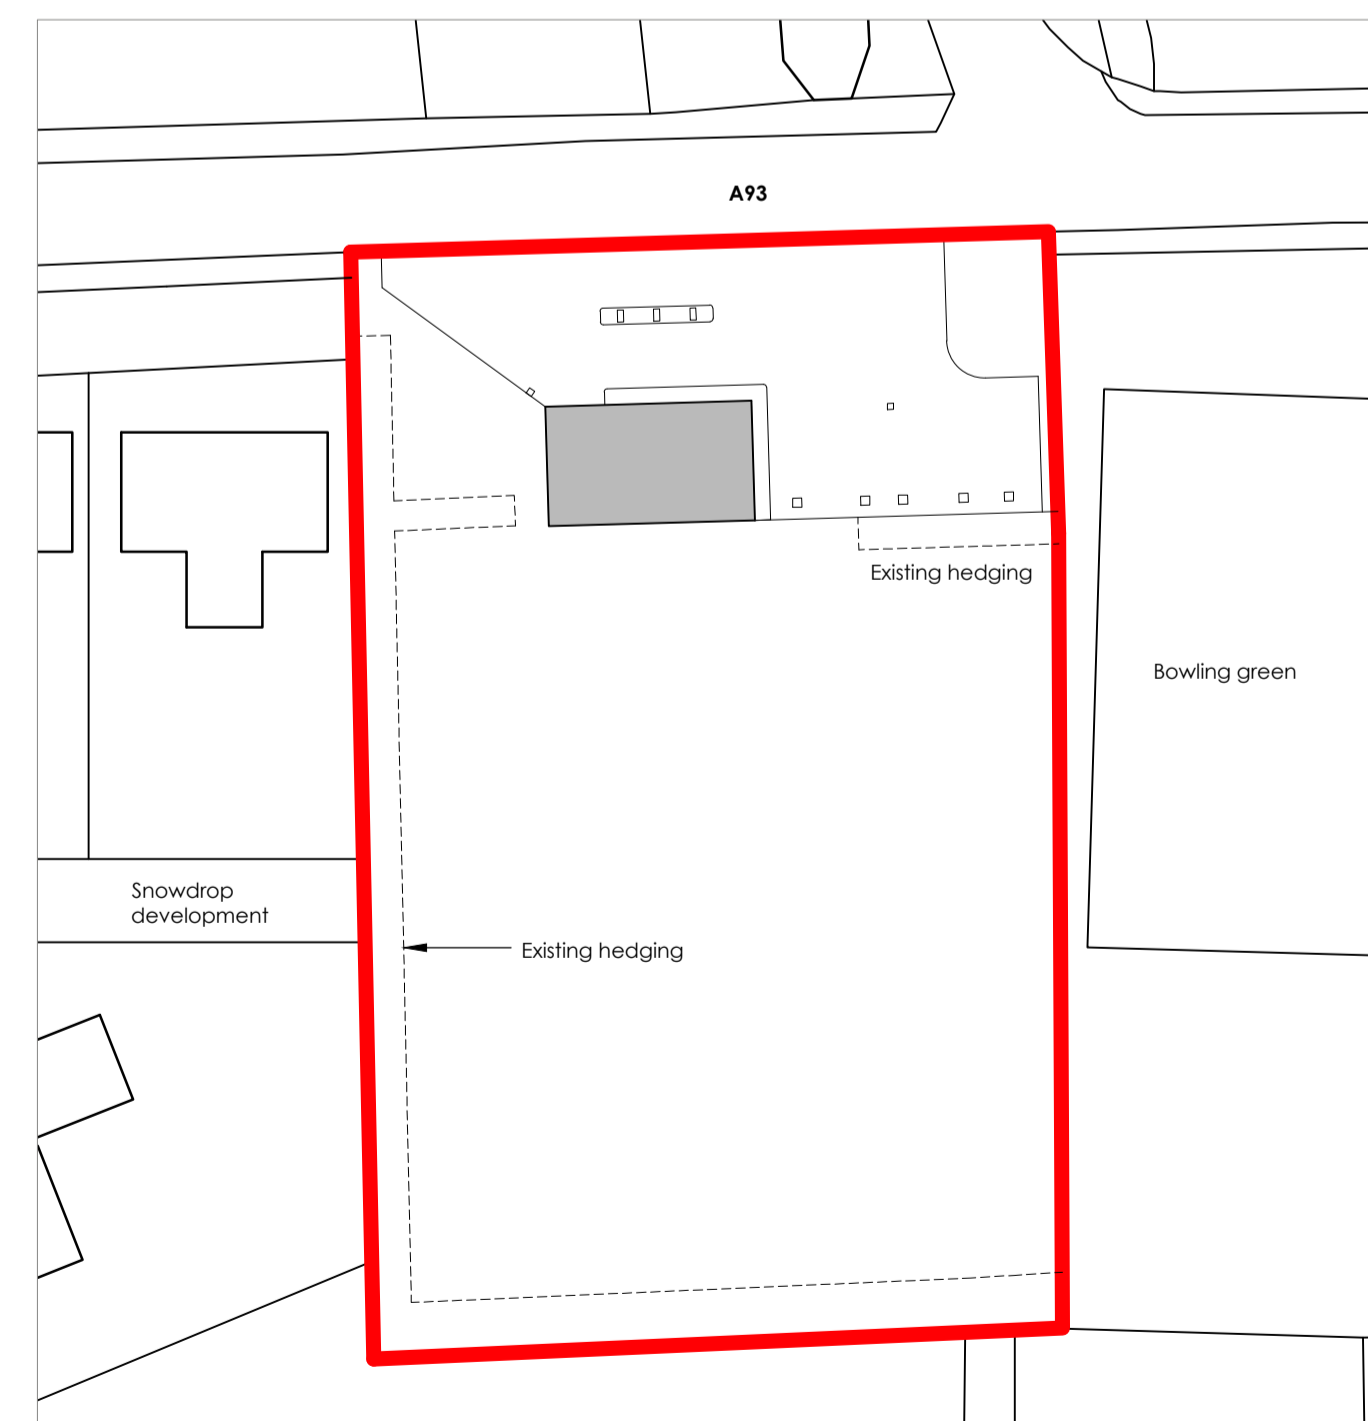 A93
Existing hedging
Bowling green
Snowdrop
development
Existing hedging